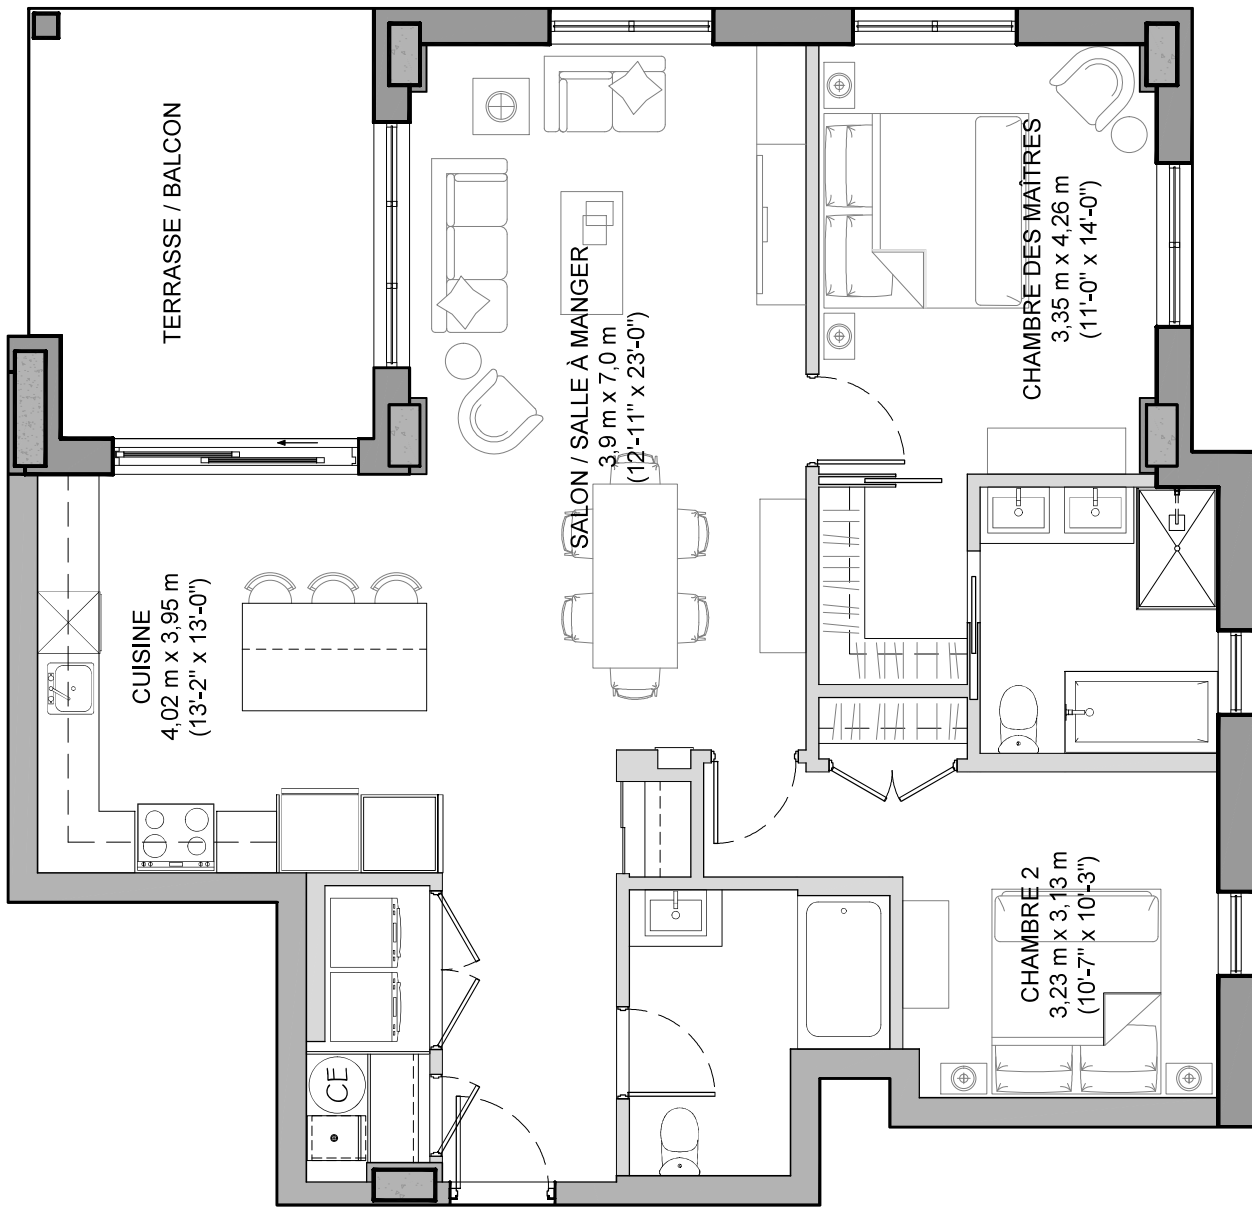 TERRASSE / BALCON
SALON / SALLE À MANGER
3,9 m x 7,0 m
(12'-11" x 23'-0")
CHAMBRE DES MAÎTRES
3,35 m x 4,26 m
(11'-0" x 14'-0")
CUISINE
4,02 m x 3,95 m
(13'-2" x 13'-0")
CHAMBRE 2
3,23 m x 3,13 m
(10'-7" x 10'-3")
CE